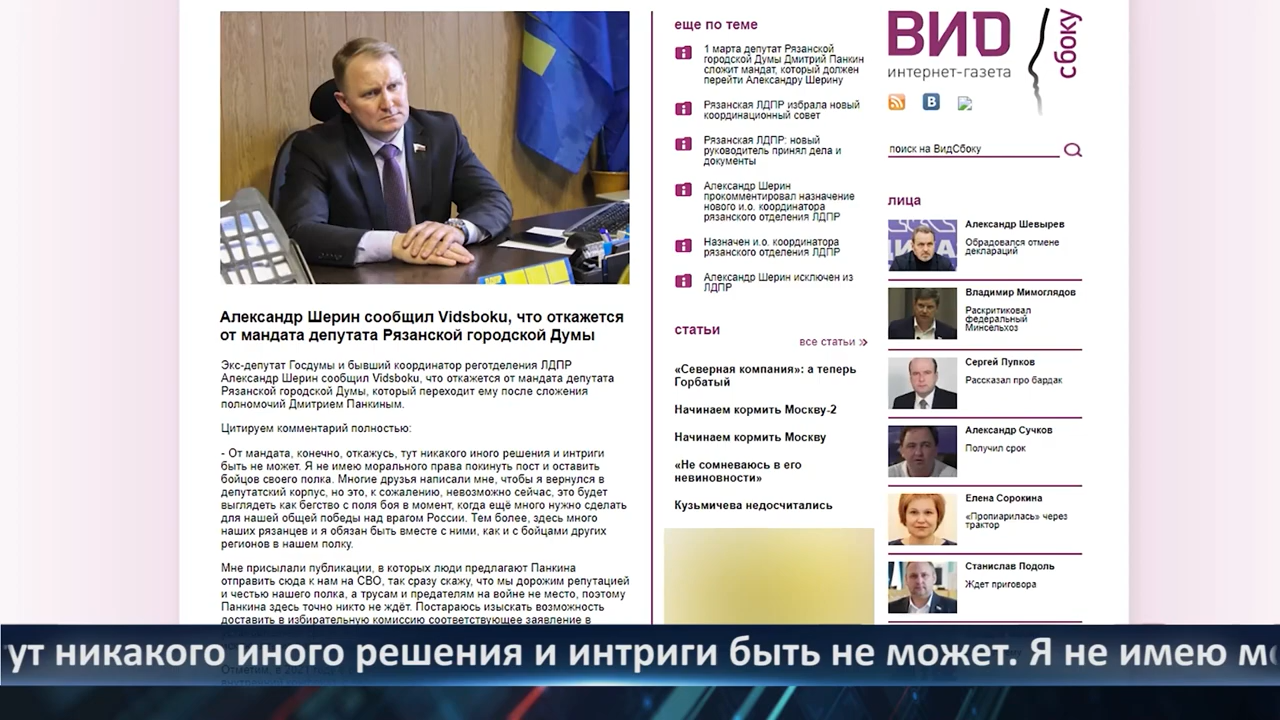 Александр Шерин сообщил Vidsboku, что откажется
от мандата депутата Рязанской городской Думы
Экс-депутат Госдумы и бывший координатор реготделения ЛДПР
Александр Шерин сообщил Vidsboku, что откажется от мандата депутата
Рязанской городской Думы, который переходит ему после сложения
полномочий Дмитрием Панкиным.
Цитируем комментарий полностью:
- От мандата, конечно, откажусь, тут никакого иного решения и интриги
быть не может. Я не имею морального права покинуть пост и оставить
бойцов своего полка. Многие друзья написали мне, чтобы я вернулся в
депутатский корпус, но это, к сожалению, невозможно сейчас, это будет
выглядеть как бегство с поля боя в момент, когда ещё много нужно сделать
для нашей общей победы над врагом России. Тем более, здесь много
наших рязанцев и я обязан быть вместе с ними, как и с бойцами других
регионов в нашем полку.
Мне присылали публикации, в которых люди предлагают Панкина
отправить сюда к нам на СВО, так сразу скажу, что мы дорожим репутацией
и честью нашего полка, а трусам и предателям на войне не место, поэтому
Панкина здесь точно никто не ждёт. Постараюсь изыскать возможность
доставить в избирательную комиссию соответствующее заявление в
еще по теме
1 марта депутат Рязанской
городской Думы Дмитрий Панкин
сложит мандат, который должен
перейти Александру Шерину
Рязанская ЛДПР избрала новый
координационный совет
Рязанская ЛДПР: новый
руководитель принял дела и
документы
Александр Шерин
прокомментировал назначение
нового и.о. координатора
рязанского отделения ЛДПР
Назначен и.о. координатора
рязанского отделения ЛДПР
Александр Шерин исключен из
ЛДПР
статьи
все статьи »
«Северная компания»: а теперь
Горбатый
Начинаем кормить Москву-2
Начинаем кормить Москву
«Не сомневаюсь в его
невиновности»
Кузьмичева недосчитались
ВИД
сбоку
интернет-газета
поиск на ВидСбоку
лица
Александр Шевырев
Обрадовался отмене
деклараций
Владимир Мимоглядов
Раскритиковал
федеральный
Минсельхоз
Сергей Пупков
Рассказал про бардак
Александр Сучков
Получил срок
Елена Сорокина
«Пропиарилась» через
трактор
Станислав Подоль
Ждет приговора
ут никакого иного решения и интриги быть не может. Я не имею мо